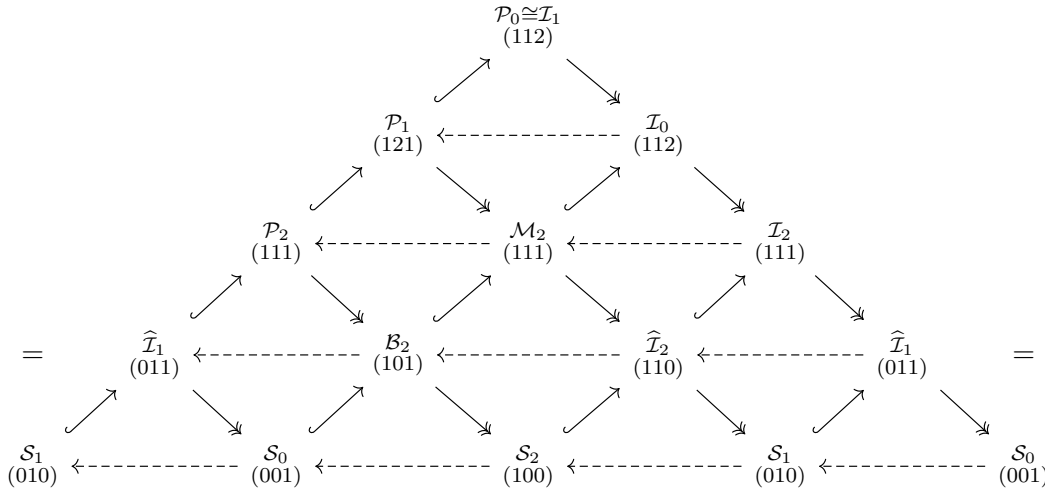 𝒫₀≅ℐ₁
(112)
𝒫₁ ℐ₀
(121) (112)
𝒫₂ ℳ₂ ℐ₂
(111) (111) (111)
= ℐ̂₁ ℬ₂ ℐ̂₂ ℐ̂₁ =
(011) (101) (110) (011)
𝒮₁ 𝒮₀ 𝒮₂ 𝒮₁ 𝒮₀
(010) (001) (100) (010) (001)